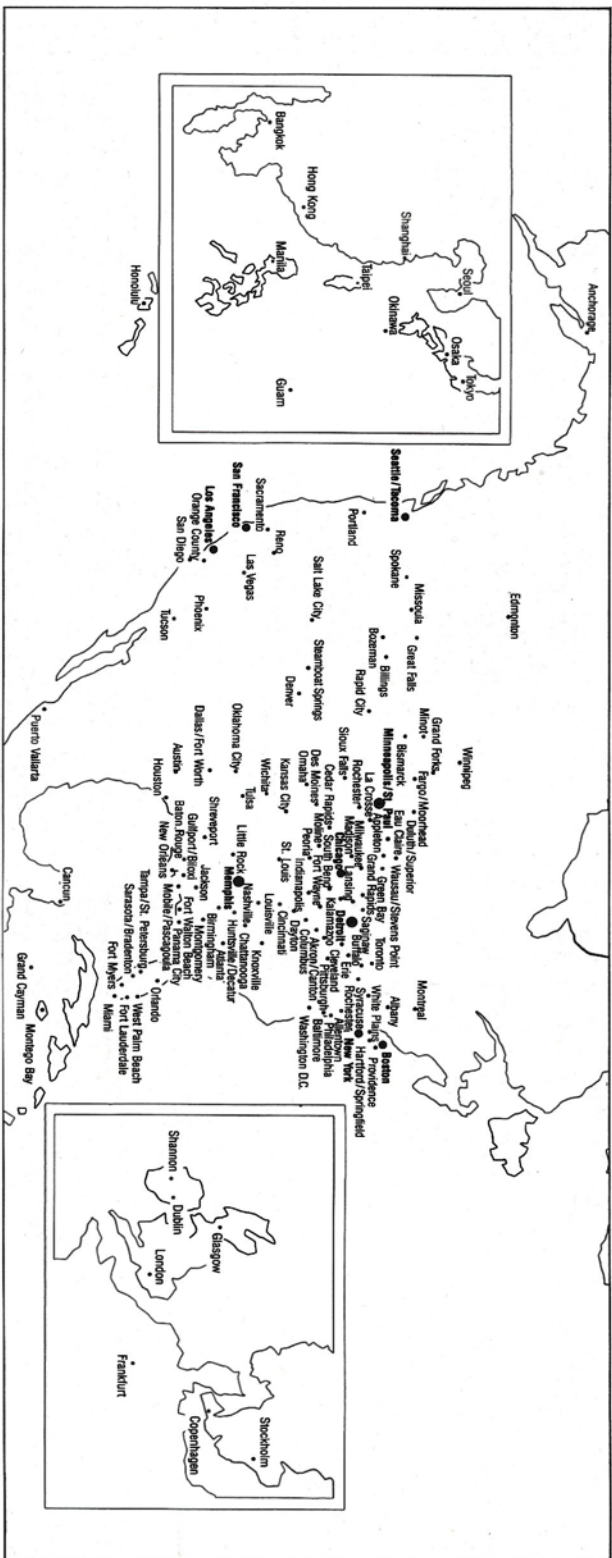 Anchorage
Seoul
Tokyo
Osaka
Shanghai
Okinawa
Taipei
Hong Kong
Manila
Guam
Bangkok
Honolulu
Edmonton
Winnipeg
Seattle/Tacoma
Spokane
Missoula
Great Falls
Minot
Grand Forks
Fargo/Moorhead
Duluth/Superior
Portland
Bozeman
Billings
Bismarck
Minneapolis/St. Paul
Eau Claire
Wausau/Stevens Point
Rapid City
Rochester
La Crosse
Appleton
Green Bay
Sioux Falls
Madison
Milwaukee
Grand Rapids
Saginaw
Toronto
Montreal
Albany
Boston
Providence
Hartford/Springfield
White Plains
Syracuse
Rochester
Buffalo
Erie
New York
Allentown
Philadelphia
Baltimore
Washington D.C.
Lansing
Detroit
Cleveland
Pittsburgh
Akron/Canton
Columbus
Dayton
Cincinnati
Kalamazoo
Chicago
South Bend
Fort Wayne
Cedar Rapids
Moline
Des Moines
Peoria
Indianapolis
Omaha
Kansas City
St. Louis
Louisville
Sacramento
San Francisco
Reno
Salt Lake City
Steamboat Springs
Denver
Las Vegas
Los Angeles
Orange County
San Diego
Phoenix
Tucson
Wichita
Oklahoma City
Tulsa
Little Rock
Memphis
Nashville
Knoxville
Chattanooga
Huntsville/Decatur
Atlanta
Birmingham
Montgomery
Jackson
Dallas/Fort Worth
Shreveport
Austin
Houston
Baton Rouge
New Orleans
Gulfport/Biloxi
Mobile/Pascagoula
Fort Walton Beach
Panama City
Orlando
Tampa/St. Petersburg
Sarasota/Bradenton
Fort Myers
West Palm Beach
Fort Lauderdale
Miami
Puerto Vallarta
Cancun
Grand Cayman
Montego Bay
D
Glasgow
Shannon
Dublin
London
Frankfurt
Copenhagen
Stockholm